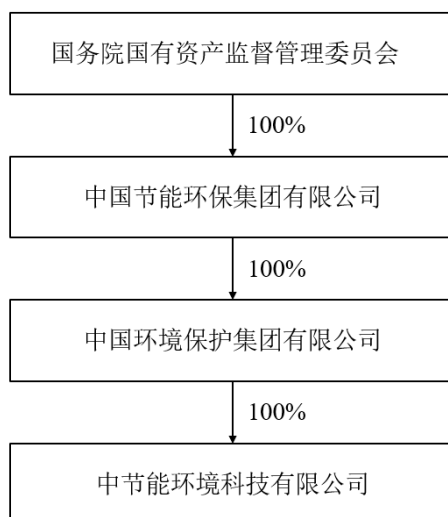 国务院国有资产监督管理委员会
100%
中国节能环保集团有限公司
100%
中国环境保护集团有限公司
100%
中节能环境科技有限公司